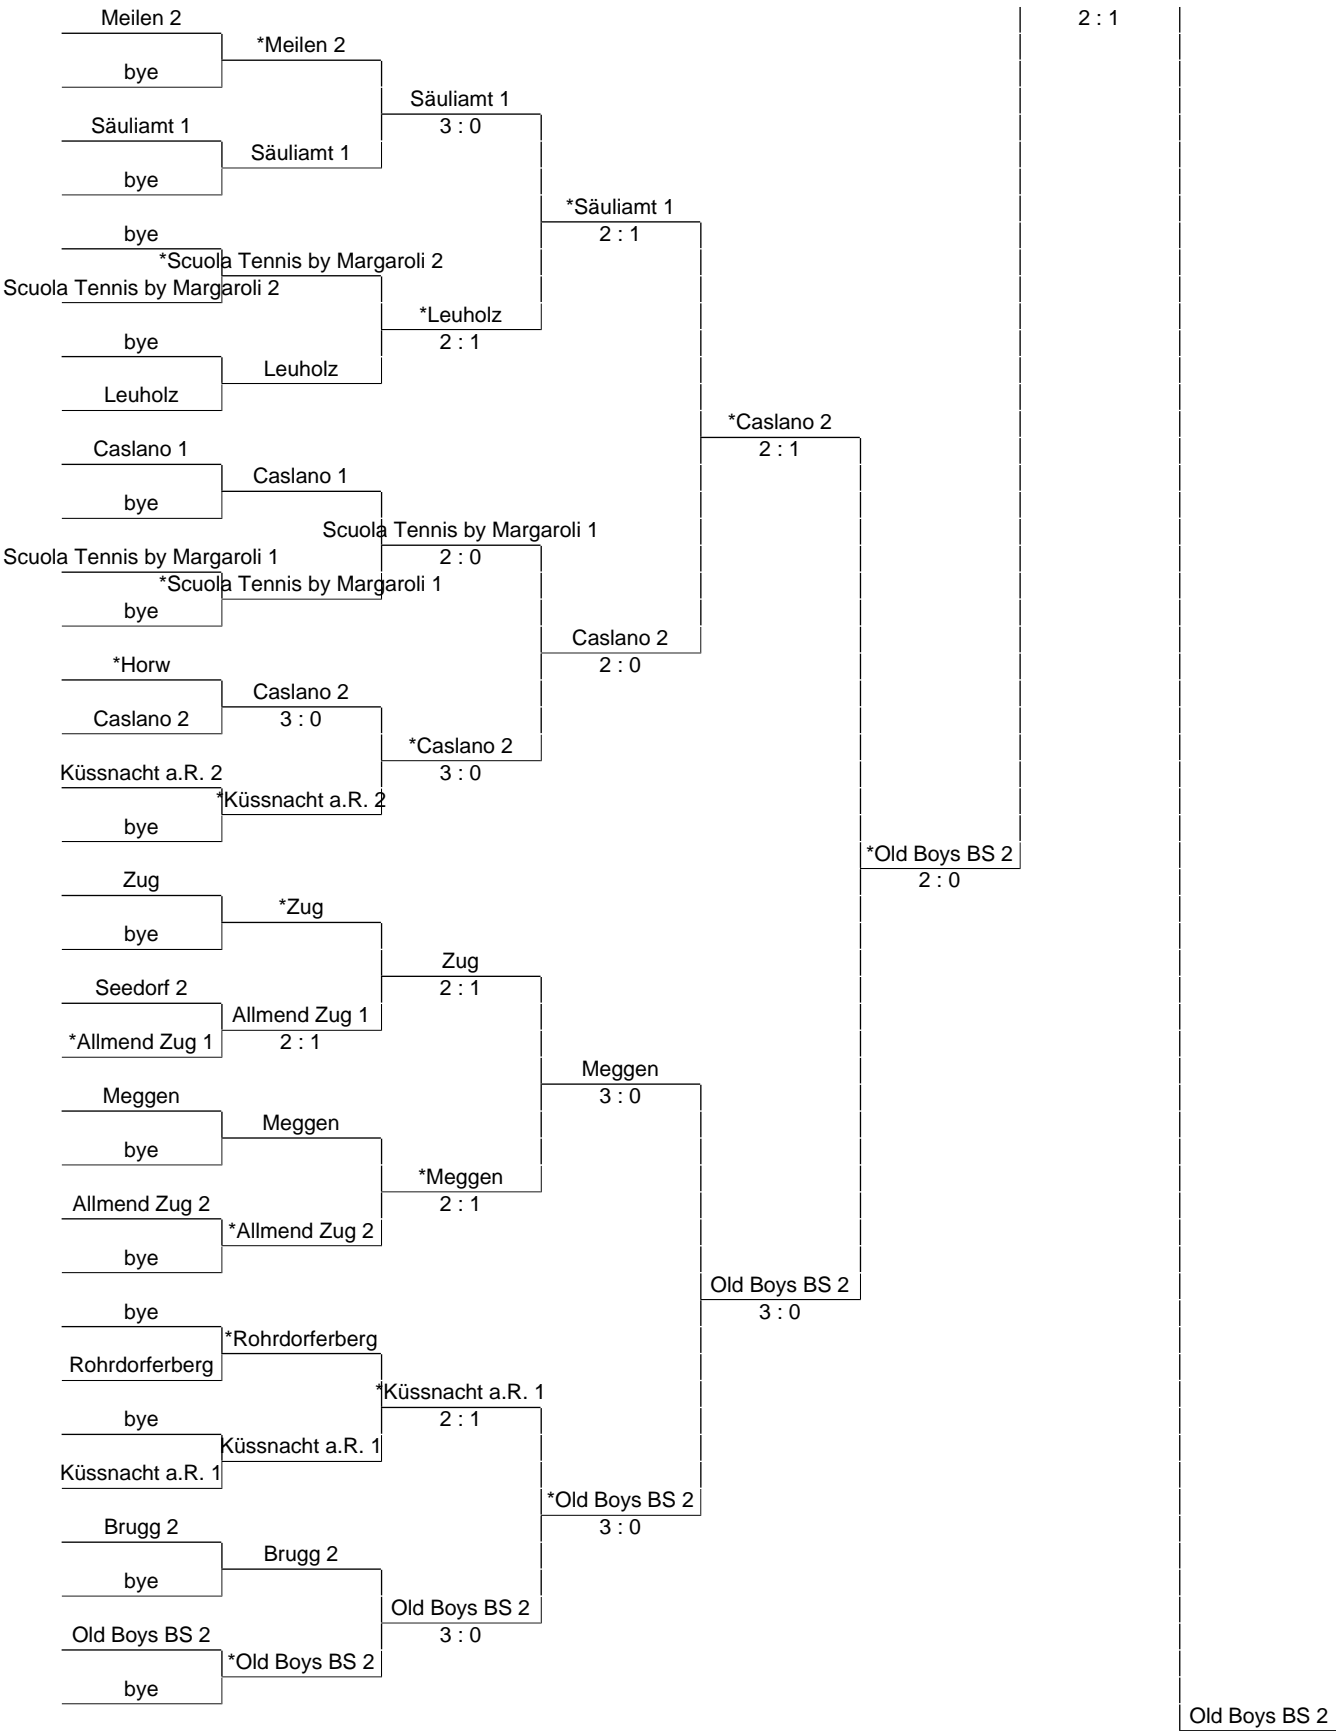 Meilen 2
2 : 1
*Meilen 2
bye
Säuliamt 1
Säuliamt 1
3 : 0
Säuliamt 1
bye
*Säuliamt 1
bye
2 : 1
*Scuola Tennis by Margaroli 2
Scuola Tennis by Margaroli 2
*Leuholz
bye
2 : 1
Leuholz
Leuholz
*Caslano 2
Caslano 1
2 : 1
Caslano 1
bye
Scuola Tennis by Margaroli 1
Scuola Tennis by Margaroli 1
2 : 0
*Scuola Tennis by Margaroli 1
bye
Caslano 2
*Horw
2 : 0
Caslano 2
Caslano 2
3 : 0
*Caslano 2
Küssnacht a.R. 2
3 : 0
*Küssnacht a.R. 2
bye
*Old Boys BS 2
Zug
2 : 0
*Zug
bye
Zug
Seedorf 2
2 : 1
Allmend Zug 1
*Allmend Zug 1
2 : 1
Meggen
Meggen
3 : 0
Meggen
bye
*Meggen
Allmend Zug 2
2 : 1
*Allmend Zug 2
bye
Old Boys BS 2
bye
3 : 0
*Rohrdorferberg
Rohrdorferberg
*Küssnacht a.R. 1
bye
2 : 1
Küssnacht a.R. 1
Küssnacht a.R. 1
*Old Boys BS 2
Brugg 2
3 : 0
Brugg 2
bye
Old Boys BS 2
Old Boys BS 2
3 : 0
*Old Boys BS 2
bye
Old Boys BS 2